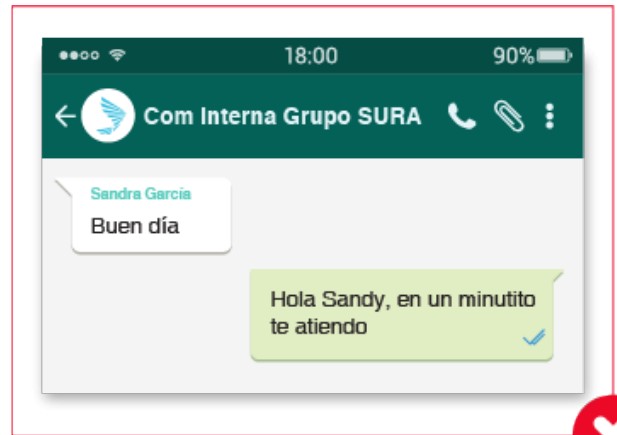 18:00
90%
Com Interna Grupo SURA
Sandra García
Buen día
Hola Sandy, en un minutito
te atiendo